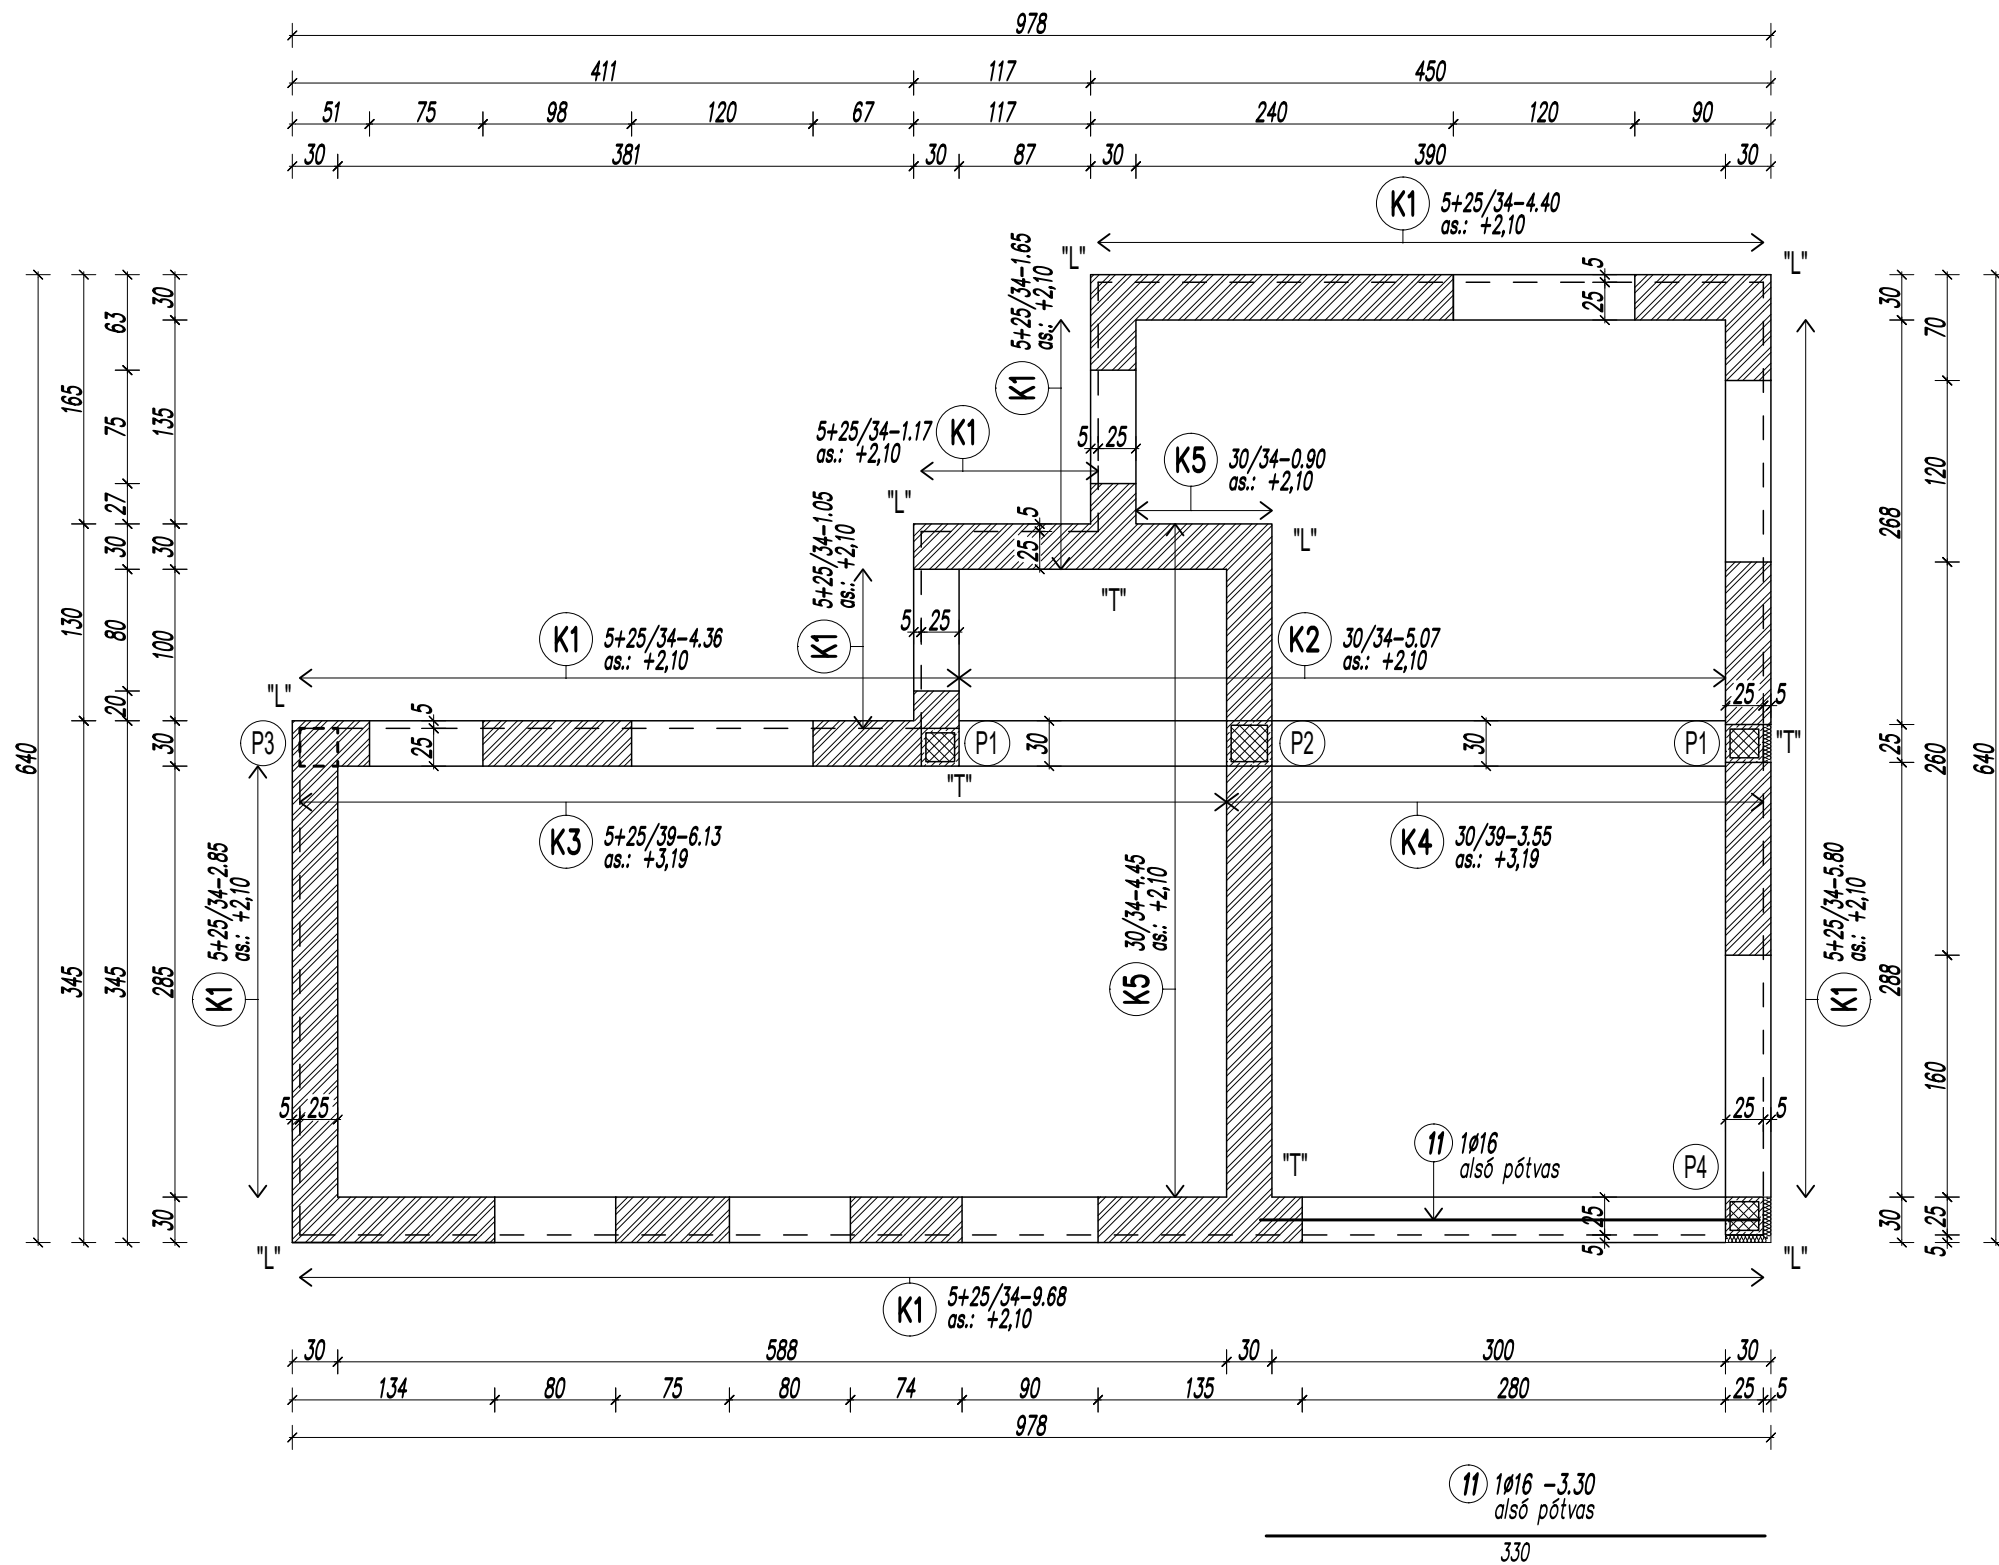 978
411 117 450
51 75 98 120 67 117 240 120 90
30 381 30 87 30 390 30
K1 5+25/34-4.40
as.: +2,10
"L"
"L"
5+25/34-1.65
as.: +2,10
K1
5
25
5+25/34-1.17
as.: +2,10
K1
5 25
K5 30/34-0.90
as.: +2,10
"L"
"L"
5
25
"T"
5+25/34-1.05
as.: +2,10
K1
5 25
K1 5+25/34-4.36
as.: +2,10
K2 30/34-5.07
as.: +2,10
"L"
25 5
P3
5
25
P1
30
P2
30
P1
"T"
"T"
K3 5+25/39-6.13
as.: +3,19
K4 30/39-3.55
as.: +3,19
5+25/34-2.85
as.: +2,10
K1
30/34-4.45
as.: +2,10
K5
5+25/34-5.80
as.: +2,10
K1
5 25
25 5
11 1ø16
alsó pótvas
"T"
P4
25
5
"L"
"L"
K1 5+25/34-9.68
as.: +2,10
640
165
130
345
63
75
27
30
80
20
345
30
135
30
100
30
285
30
30
268
25
288
30
70
120
260
160
25
5
640
30 588 30 300 30
134 80 75 80 74 90 135 280 25 5
978
11 1ø16 -3.30
alsó pótvas
330